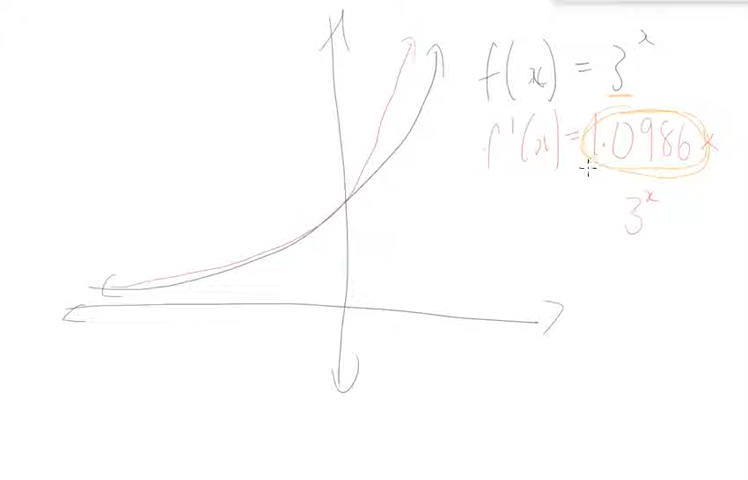 f(x) = 3^x
f'(x) = 1.0986 ×
3^x